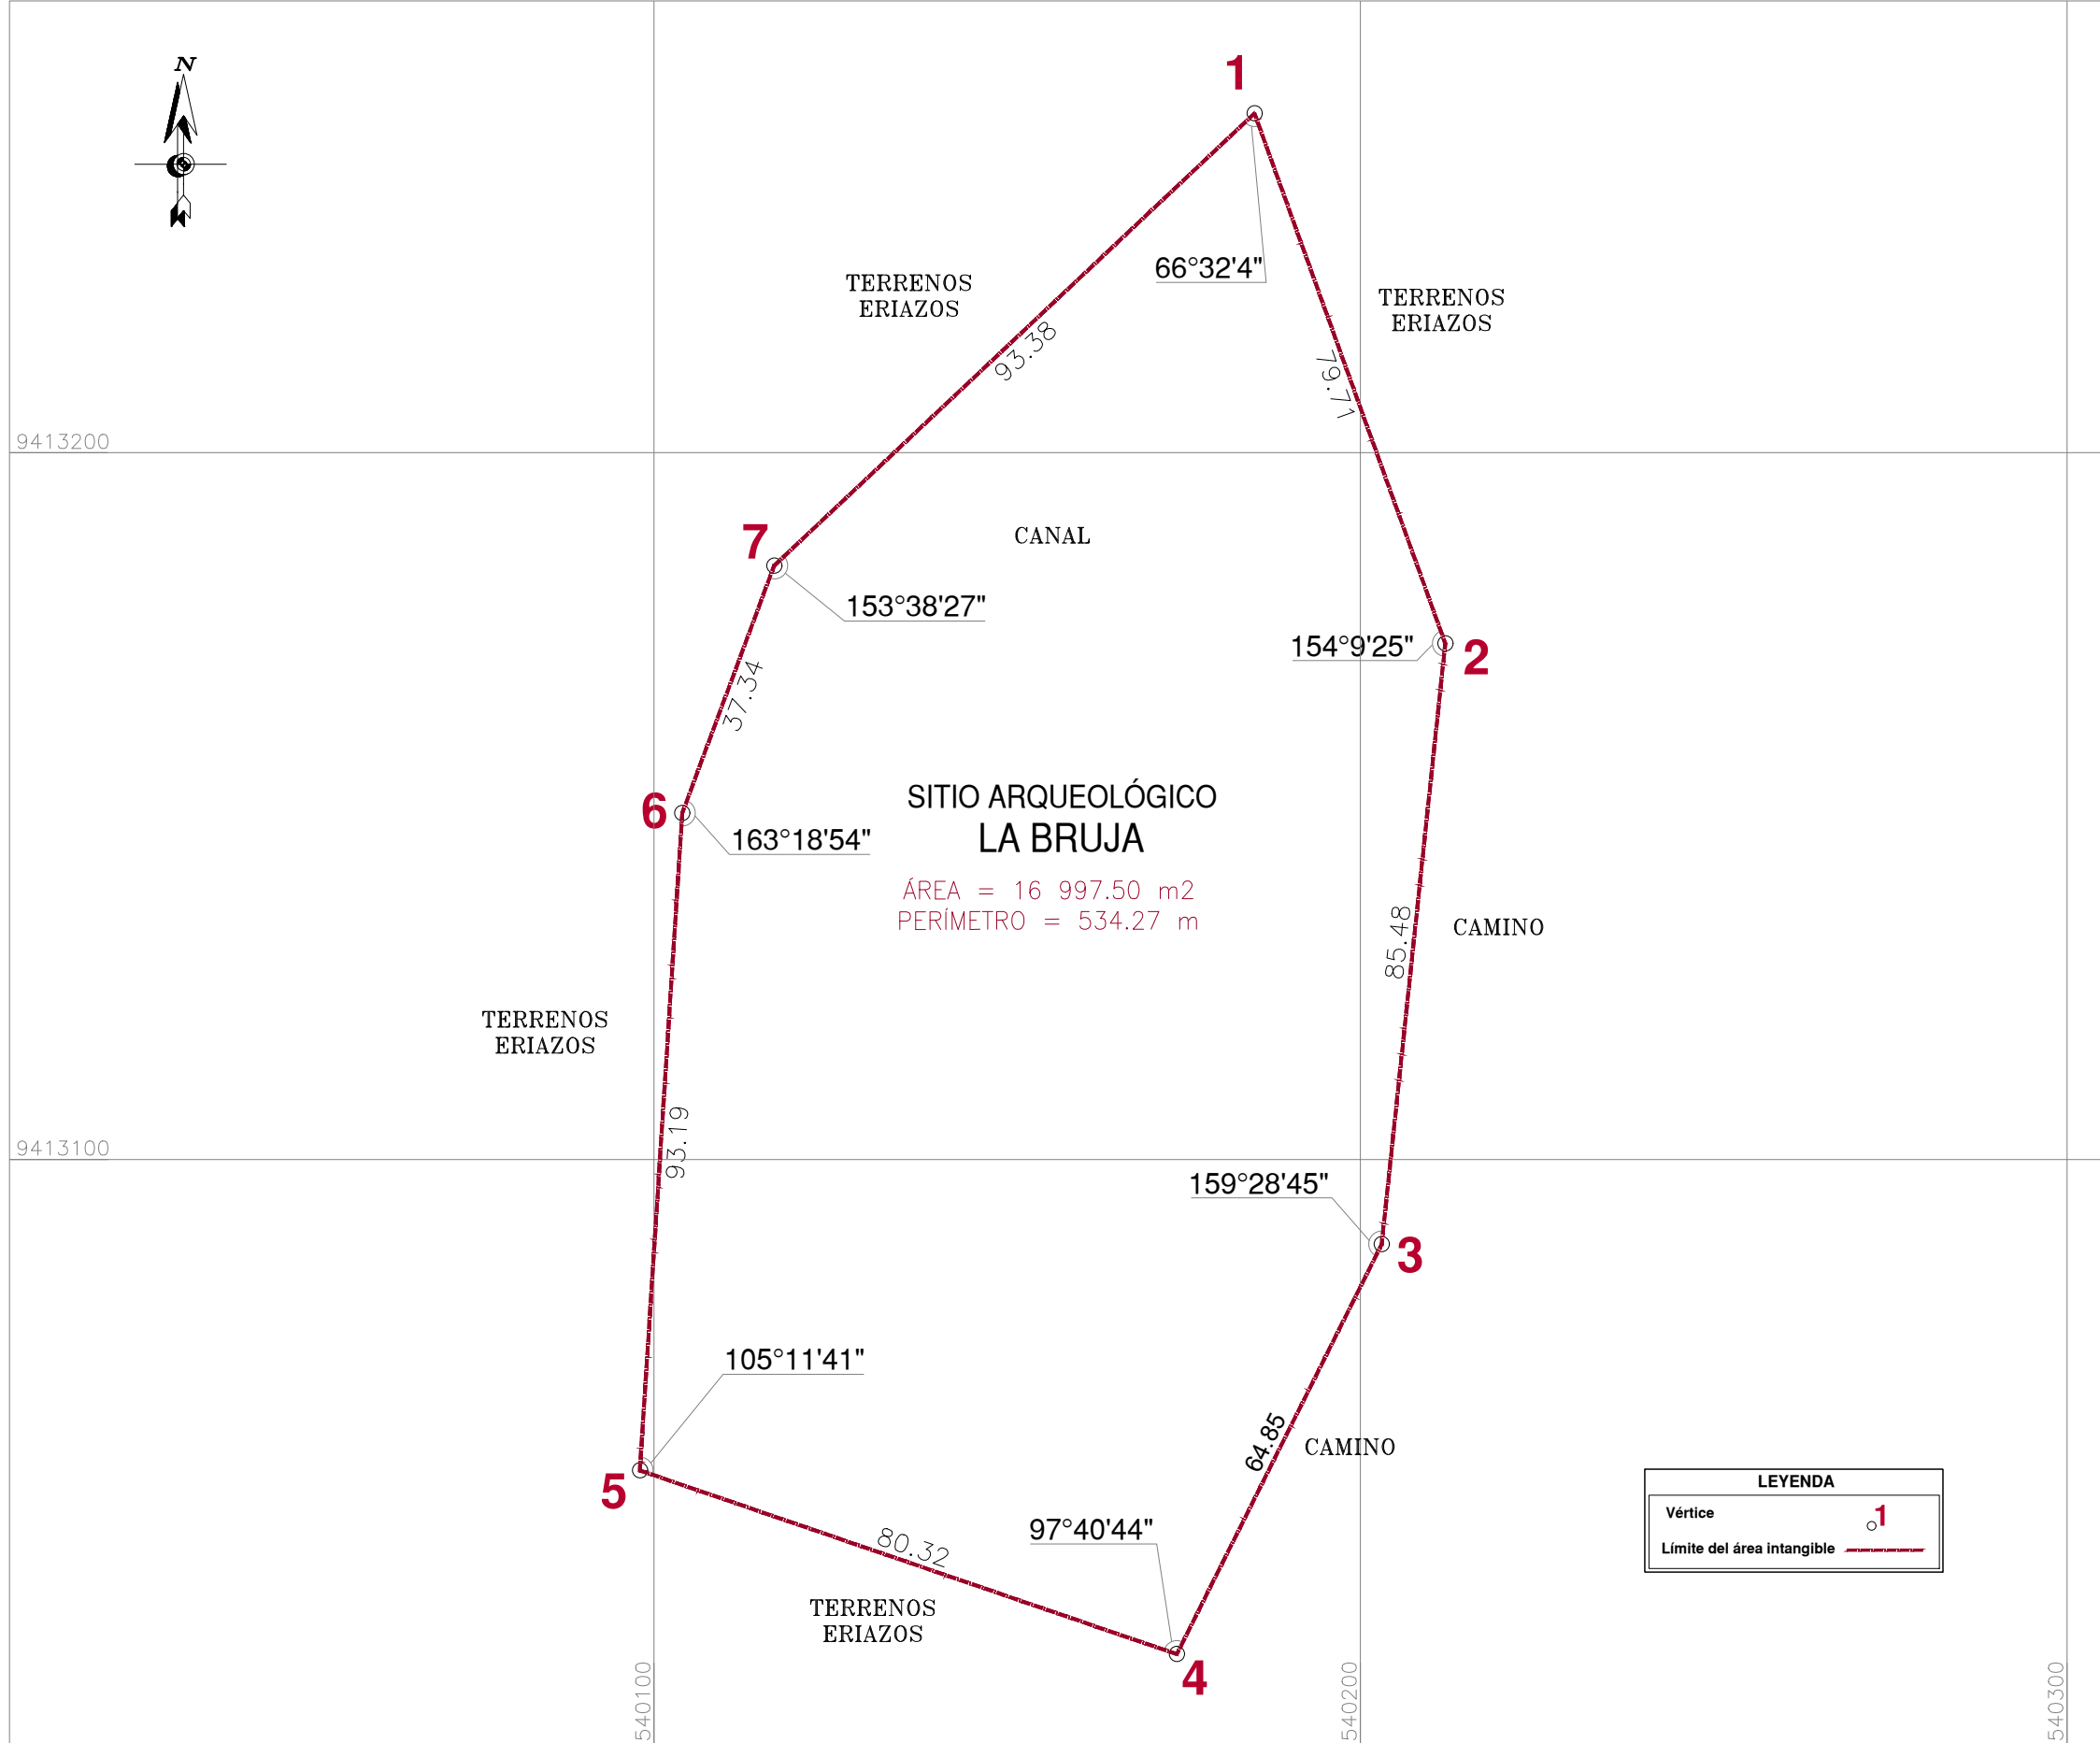 N
1
66°32'4"
TERRENOS
ERIAZOS
TERRENOS
ERIAZOS
93.38
79.71
9413200
7
CANAL
153°38'27"
154°9'25"
2
37.34
6
163°18'54"
SITIO ARQUEOLÓGICO
LA BRUJA
ÁREA = 16 997.50 m2
PERÍMETRO = 534.27 m
85.48
CAMINO
TERRENOS
ERIAZOS
93.19
9413100
159°28'45"
3
105°11'41"
64.85
CAMINO
5
97°40'44"
80.32
TERRENOS
ERIAZOS
4
LEYENDA
Vértice
1
Límite del área intangible
540100
540200
540300